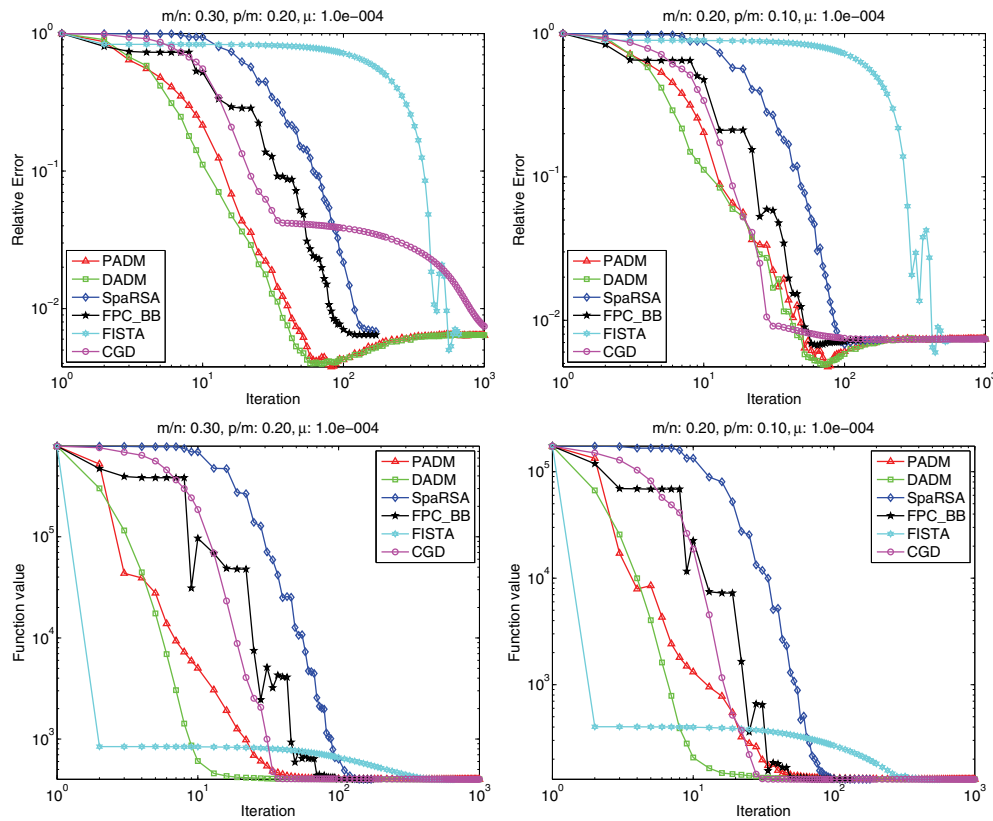 m/n: 0.30, p/m: 0.20, μ: 1.0e−004
Relative Error
10^0
10^-1
10^-2
PADM
DADM
SpaRSA
FPC_BB
FISTA
CGD
10^0 10^1 10^2 10^3
Iteration
m/n: 0.20, p/m: 0.10, μ: 1.0e−004
Relative Error
10^0
10^-1
10^-2
PADM
DADM
SpaRSA
FPC_BB
FISTA
CGD
10^0 10^1 10^2 10^3
Iteration
m/n: 0.30, p/m: 0.20, μ: 1.0e−004
Function value
10^5
10^4
10^3
PADM
DADM
SpaRSA
FPC_BB
FISTA
CGD
10^0 10^1 10^2 10^3
Iteration
m/n: 0.20, p/m: 0.10, μ: 1.0e−004
Function value
10^5
10^4
10^3
PADM
DADM
SpaRSA
FPC_BB
FISTA
CGD
10^0 10^1 10^2 10^3
Iteration